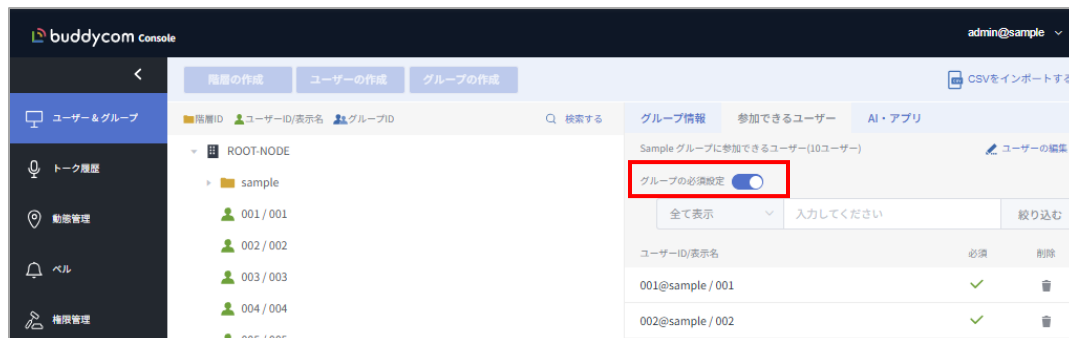 buddycom Console
admin@sample
階層の作成 ユーザーの作成 グループの作成
CSVをインポートする
ユーザー＆グループ
トーク履歴
動態管理
ベル
権限管理
階層ID ユーザーID/表示名 グループID
検索する
ROOT-NODE
sample
001 / 001
002 / 002
003 / 003
004 / 004
005 / 005
グループ情報 参加できるユーザー AI・アプリ
Sample グループに参加できるユーザー(10ユーザー)
ユーザーの編集
グループの必須設定
全て表示 入力してください 絞り込む
ユーザーID/表示名 必須 削除
001@sample / 001
002@sample / 002